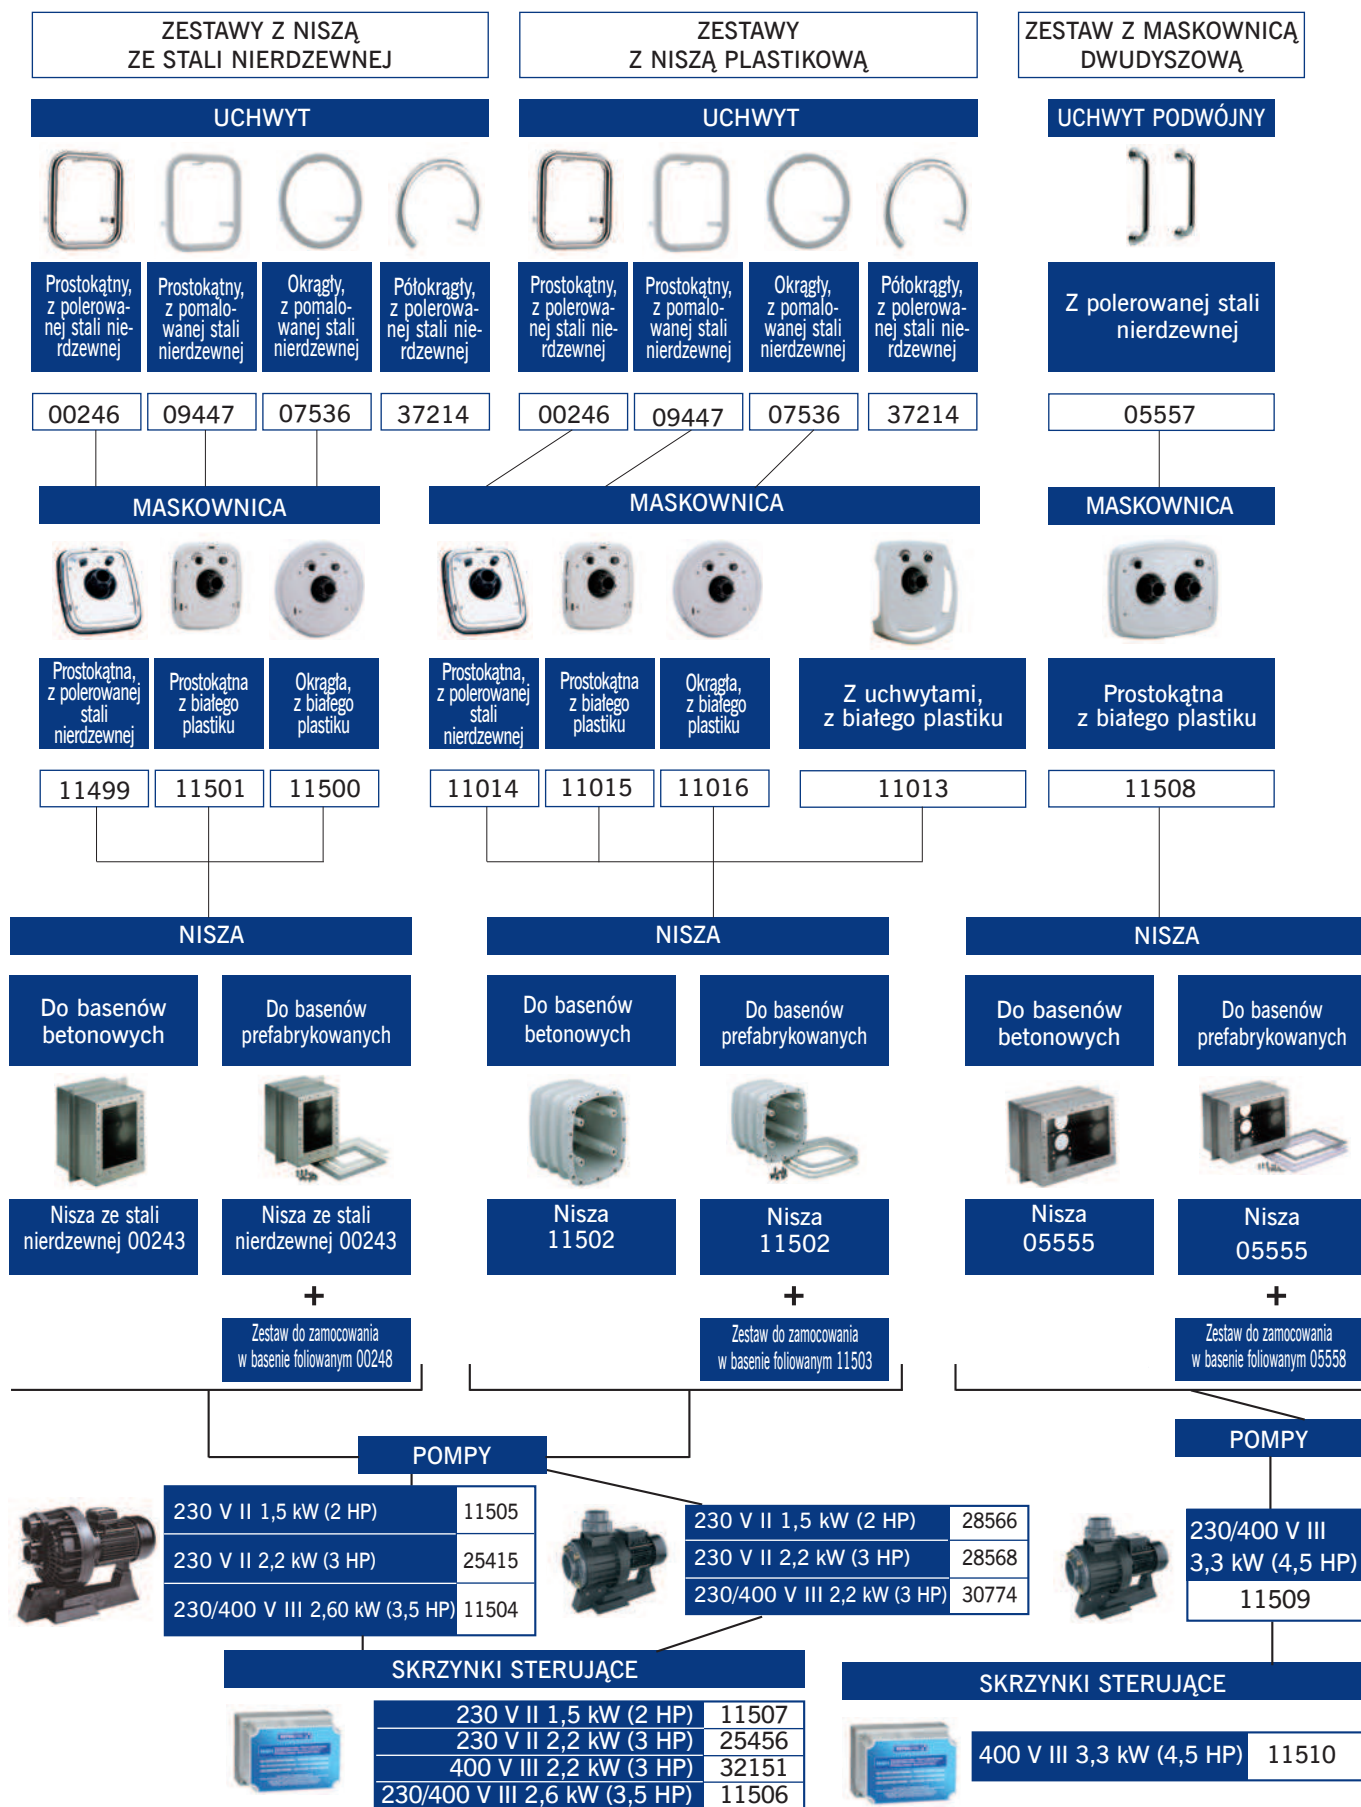 ZESTAWY Z NISZĄ
ZE STALI NIERDZEWNEJ
ZESTAWY
Z NISZĄ PLASTIKOWĄ
ZESTAW Z MASKOWNICĄ
DWUDYSZOWĄ
UCHWYT
UCHWYT
UCHWYT PODWÓJNY
Prostokątny,
z polerowa-
nej stali nie-
rdzewnej
Prostokątny,
z pomalo-
wanej stali
nierdzewnej
Okrągły,
z pomalo-
wanej stali
nierdzewnej
Półokrągły,
z polerowa-
nej stali nie-
rdzewnej
Prostokątny,
z polerowa-
nej stali nie-
rdzewnej
Prostokątny,
z pomalo-
wanej stali
nierdzewnej
Okrągły,
z pomalo-
wanej stali
nierdzewnej
Półokrągły,
z polerowa-
nej stali nie-
rdzewnej
Z polerowanej stali
nierdzewnej
00246
09447
07536
37214
00246
09447
07536
37214
05557
MASKOWNICA
MASKOWNICA
MASKOWNICA
Prostokątna,
z polerowanej
stali
nierdzewnej
Prostokątna
z białego
plastiku
Okrągła,
z białego
plastiku
Prostokątna,
z polerowanej
stali
nierdzewnej
Prostokątna
z białego
plastiku
Okrągła,
z białego
plastiku
Z uchwytami,
z białego plastiku
Prostokątna
z białego plastiku
11499
11501
11500
11014
11015
11016
11013
11508
NISZA
NISZA
NISZA
Do basenów
betonowych
Do basenów
prefabrykowanych
Do basenów
betonowych
Do basenów
prefabrykowanych
Do basenów
betonowych
Do basenów
prefabrykowanych
Nisza ze stali
nierdzewnej 00243
Nisza ze stali
nierdzewnej 00243
Nisza
11502
Nisza
11502
Nisza
05555
Nisza
05555
+
+
+
Zestaw do zamocowania
w basenie foliowanym 00248
Zestaw do zamocowania
w basenie foliowanym 11503
Zestaw do zamocowania
w basenie foliowanym 05558
POMPY
POMPY
230 V II 1,5 kW (2 HP) 11505
230 V II 2,2 kW (3 HP) 25415
230/400 V III 2,60 kW (3,5 HP) 11504
230 V II 1,5 kW (2 HP) 28566
230 V II 2,2 kW (3 HP) 28568
230/400 V III 2,2 kW (3 HP) 30774
230/400 V III
3,3 kW (4,5 HP)
11509
SKRZYNKI STERUJĄCE
SKRZYNKI STERUJĄCE
230 V II 1,5 kW (2 HP) 11507
230 V II 2,2 kW (3 HP) 25456
400 V III 2,2 kW (3 HP) 32151
230/400 V III 2,6 kW (3,5 HP) 11506
400 V III 3,3 kW (4,5 HP) 11510